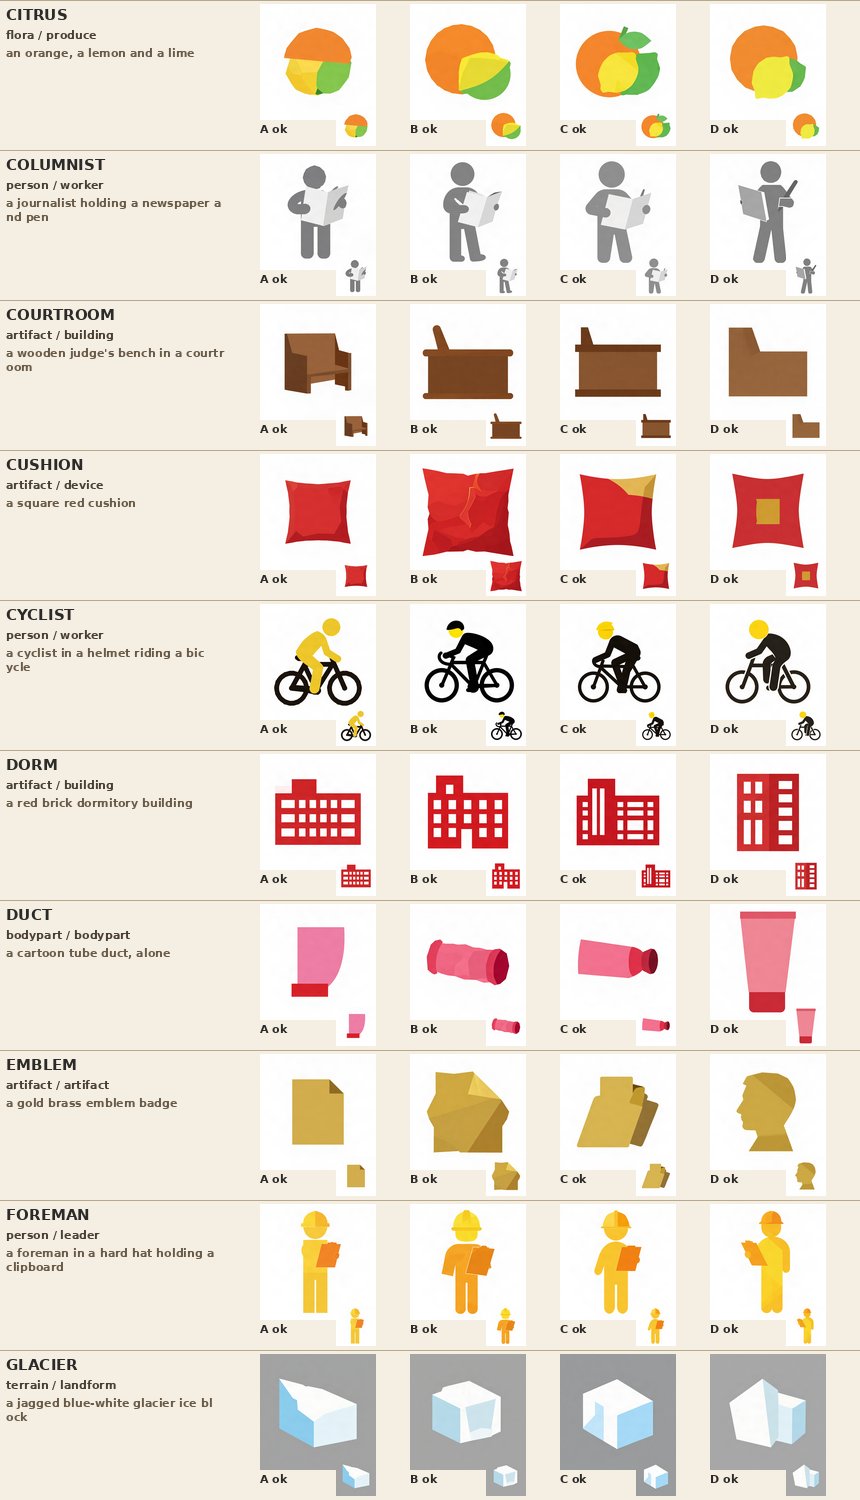 CITRUS
flora / produce
an orange, a lemon and a lime
A ok
B ok
C ok
D ok
COLUMNIST
person / worker
a journalist holding a newspaper a
nd pen
A ok
B ok
C ok
D ok
COURTROOM
artifact / building
a wooden judge's bench in a courtr
oom
A ok
B ok
C ok
D ok
CUSHION
artifact / device
a square red cushion
A ok
B ok
C ok
D ok
CYCLIST
person / worker
a cyclist in a helmet riding a bic
ycle
A ok
B ok
C ok
D ok
DORM
artifact / building
a red brick dormitory building
A ok
B ok
C ok
D ok
DUCT
bodypart / bodypart
a cartoon tube duct, alone
A ok
B ok
C ok
D ok
EMBLEM
artifact / artifact
a gold brass emblem badge
A ok
B ok
C ok
D ok
FOREMAN
person / leader
a foreman in a hard hat holding a
clipboard
A ok
B ok
C ok
D ok
GLACIER
terrain / landform
a jagged blue-white glacier ice bl
ock
A ok
B ok
C ok
D ok